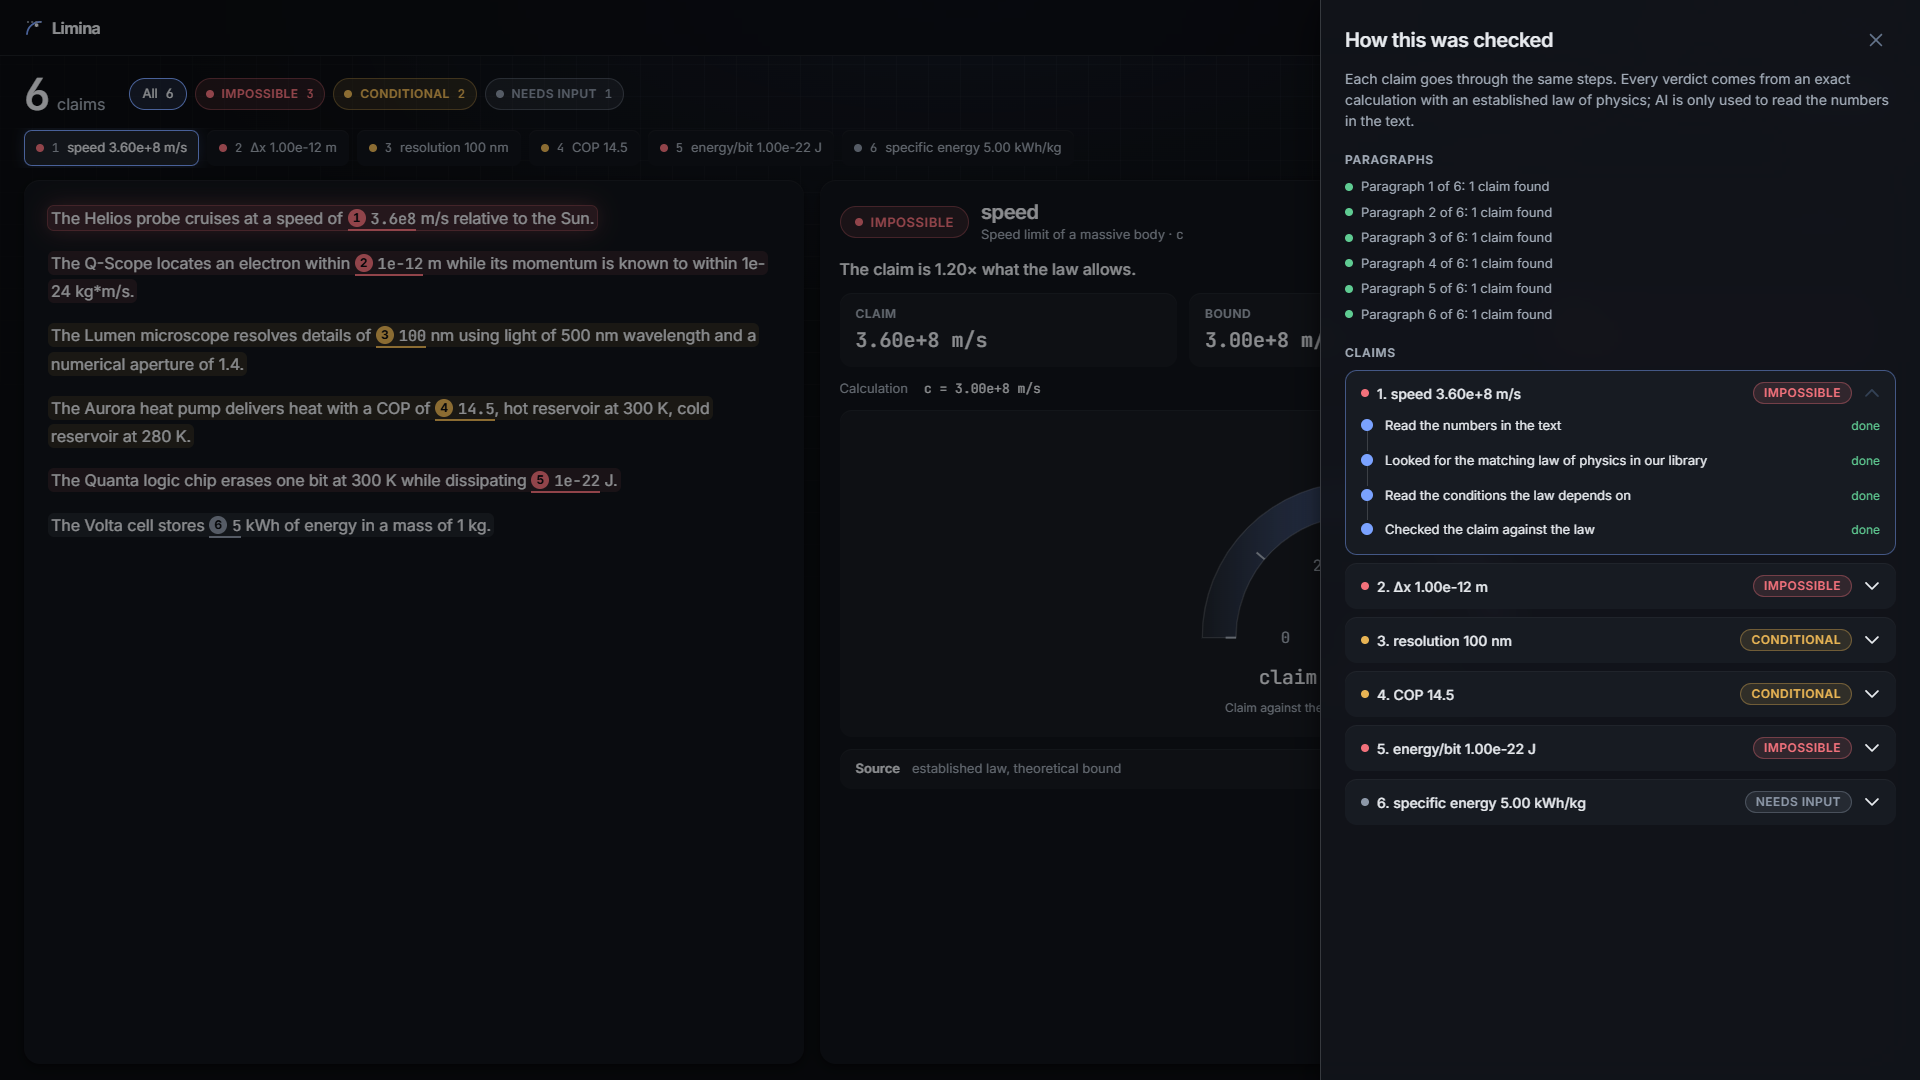 Limina
6 claims
All 6
IMPOSSIBLE 3
CONDITIONAL 2
NEEDS INPUT 1
1 speed 3.60e+8 m/s
2 Δx 1.00e-12 m
3 resolution 100 nm
4 COP 14.5
5 energy/bit 1.00e-22 J
6 specific energy 5.00 kWh/kg
The Helios probe cruises at a speed of 1 3.6e8 m/s relative to the Sun.
The Q-Scope locates an electron within 2 1e-12 m while its momentum is known to within 1e-
24 kg*m/s.
The Lumen microscope resolves details of 3 100 nm using light of 500 nm wavelength and a
numerical aperture of 1.4.
The Aurora heat pump delivers heat with a COP of 4 14.5, hot reservoir at 300 K, cold
reservoir at 280 K.
The Quanta logic chip erases one bit at 300 K while dissipating 5 1e-22 J.
The Volta cell stores 6 5 kWh of energy in a mass of 1 kg.
IMPOSSIBLE
speed
Speed limit of a massive body · c
The claim is 1.20× what the law allows.
CLAIM
3.60e+8 m/s
BOUND
3.00e+8 m/
Calculation c = 3.00e+8 m/s
2
0
claim
Claim against the
Source established law, theoretical bound
How this was checked
Each claim goes through the same steps. Every verdict comes from an exact
calculation with an established law of physics; AI is only used to read the numbers
in the text.
PARAGRAPHS
Paragraph 1 of 6: 1 claim found
Paragraph 2 of 6: 1 claim found
Paragraph 3 of 6: 1 claim found
Paragraph 4 of 6: 1 claim found
Paragraph 5 of 6: 1 claim found
Paragraph 6 of 6: 1 claim found
CLAIMS
1. speed 3.60e+8 m/s IMPOSSIBLE
Read the numbers in the text done
Looked for the matching law of physics in our library done
Read the conditions the law depends on done
Checked the claim against the law done
2. Δx 1.00e-12 m IMPOSSIBLE
3. resolution 100 nm CONDITIONAL
4. COP 14.5 CONDITIONAL
5. energy/bit 1.00e-22 J IMPOSSIBLE
6. specific energy 5.00 kWh/kg NEEDS INPUT